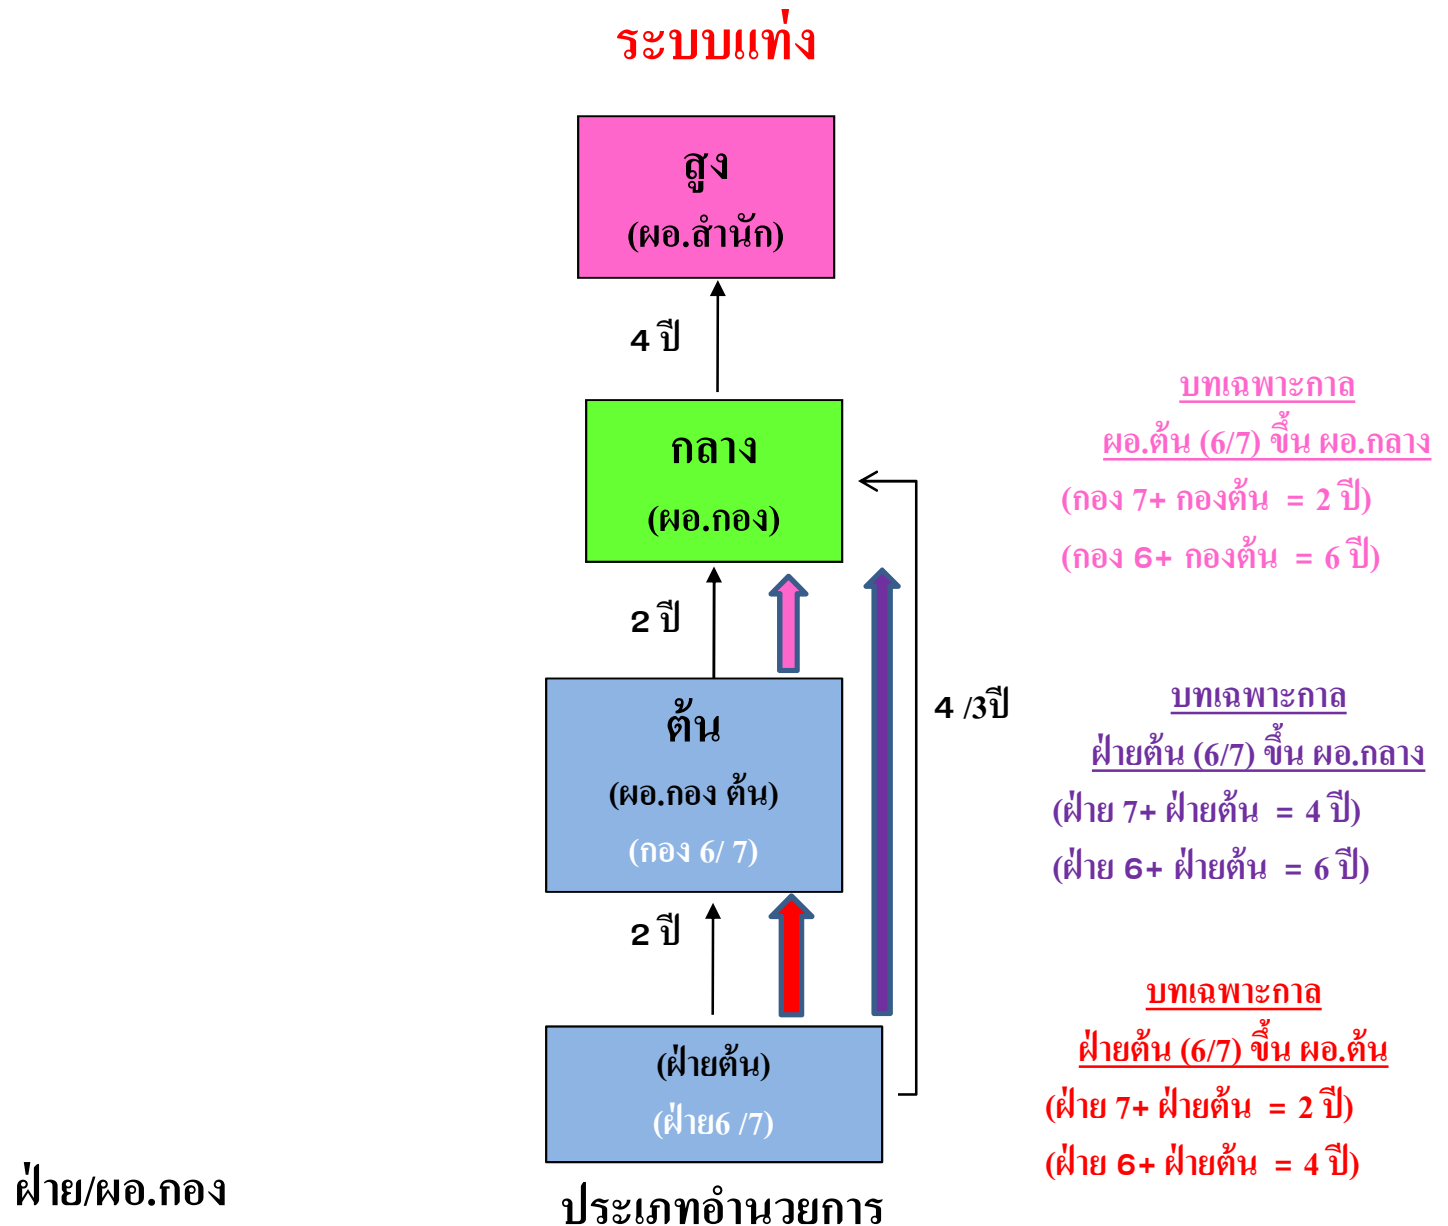 ระบบแท่ง
สูง
(ผอ.สำนัก)
4 ปี
กลาง
(ผอ.กอง)
2 ปี
ต้น
(ผอ.กอง ต้น)
(กอง 6/ 7)
2 ปี
(ฝ่ายต้น)
(ฝ่าย6 /7)
4 /3ปี
บทเฉพาะกาล
ผอ.ต้น (6/7) ขึ้น ผอ.กลาง
(กอง 7+ กองต้น = 2 ปี)
(กอง 6+ กองต้น = 6 ปี)
บทเฉพาะกาล
ฝ่ายต้น (6/7) ขึ้น ผอ.กลาง
(ฝ่าย 7+ ฝ่ายต้น = 4 ปี)
(ฝ่าย 6+ ฝ่ายต้น = 6 ปี)
บทเฉพาะกาล
ฝ่ายต้น (6/7) ขึ้น ผอ.ต้น
(ฝ่าย 7+ ฝ่ายต้น = 2 ปี)
(ฝ่าย 6+ ฝ่ายต้น = 4 ปี)
ฝ่าย/ผอ.กอง
ประเภทอำนวยการ